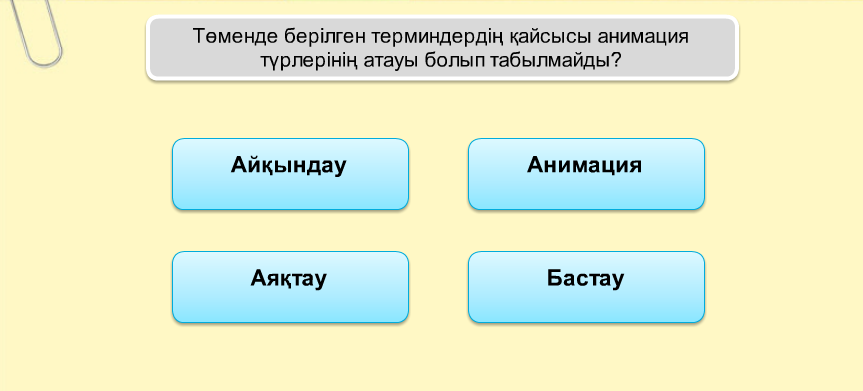 Төменде берілген терминдердің қайсысы анимация
түрлерінің атауы болып табылмайды?
Айқындау
Анимация
Аяқтау
Бастау